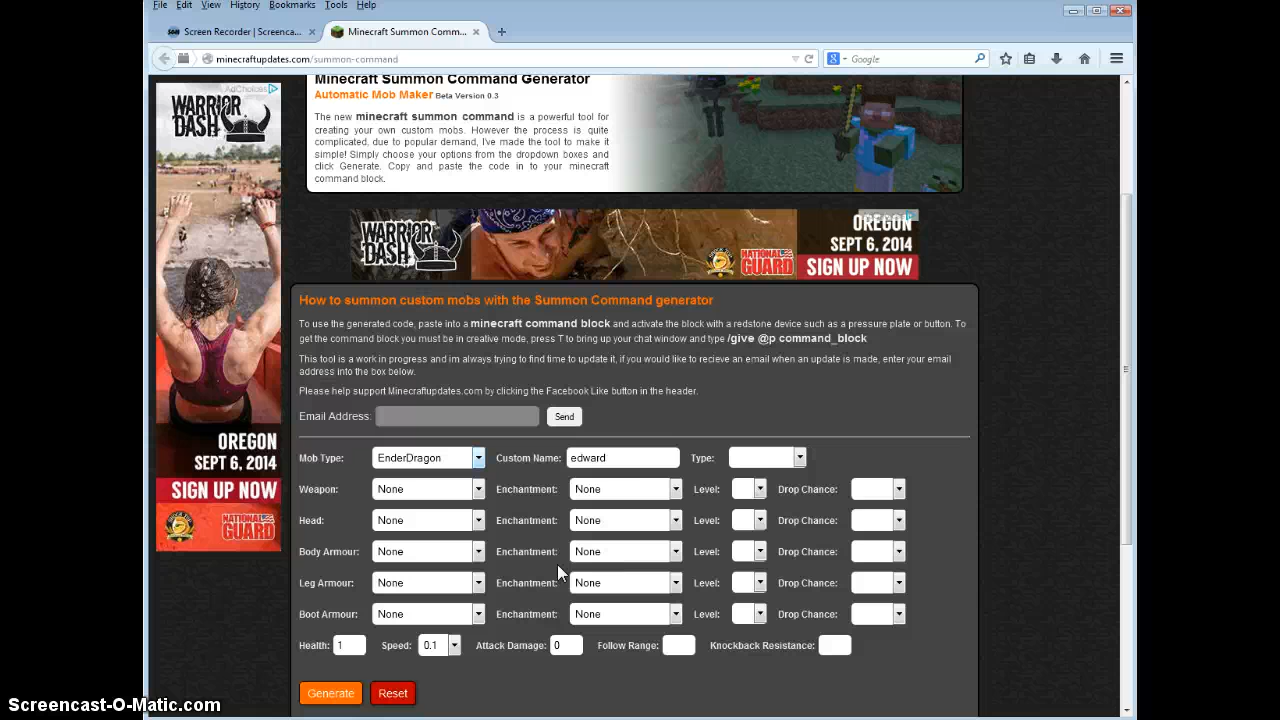 File Edit View History Bookmarks Tools Help
Screen Recorder | Screenca... × Minecraft Summon Comm... × +
minecraftupdates.com/summon-command Google
AdChoices
WARRIOR DASH
OREGON
SEPT 6, 2014
SIGN UP NOW
NATIONAL GUARD
Minecraft Summon Command Generator
Automatic Mob Maker Beta Version 0.3
The new minecraft summon command is a powerful tool for
creating your own custom mobs. However the process is quite
complicated, due to popular demand, I've made the tool to make it
simple! Simply choose your options from the dropdown boxes and
click Generate. Copy and paste the code in to your minecraft
command block.
WARRIOR DASH
NATIONAL GUARD
OREGON
SEPT 6, 2014
SIGN UP NOW
How to summon custom mobs with the Summon Command generator
To use the generated code, paste into a minecraft command block and activate the block with a redstone device such as a pressure plate or button. To
get the command block you must be in creative mode, press T to bring up your chat window and type /give @p command_block
This tool is a work in progress and im always trying to find time to update it, if you would like to recieve an email when an update is made, enter your email
address into the box below.
Please help support Minecraftupdates.com by clicking the Facebook Like button in the header.
Email Address: Send
Mob Type: EnderDragon Custom Name: edward Type:
Weapon: None Enchantment: None Level: Drop Chance:
Head: None Enchantment: None Level: Drop Chance:
Body Armour: None Enchantment: None Level: Drop Chance:
Leg Armour: None Enchantment: None Level: Drop Chance:
Boot Armour: None Enchantment: None Level: Drop Chance:
Health: 1 Speed: 0.1 Attack Damage: 0 Follow Range: Knockback Resistance:
Generate Reset
Screencast-O-Matic.com